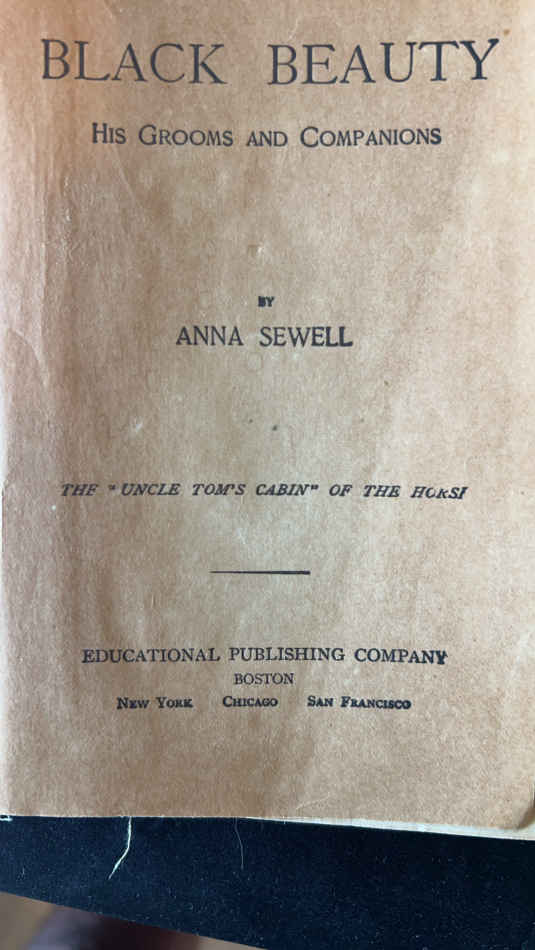 BLACK BEAUTY
HIS GROOMS AND COMPANIONS
BY
ANNA SEWELL
THE "UNCLE TOM'S CABIN" OF THE HORSE
EDUCATIONAL PUBLISHING COMPANY
BOSTON
NEW YORK CHICAGO SAN FRANCISCO